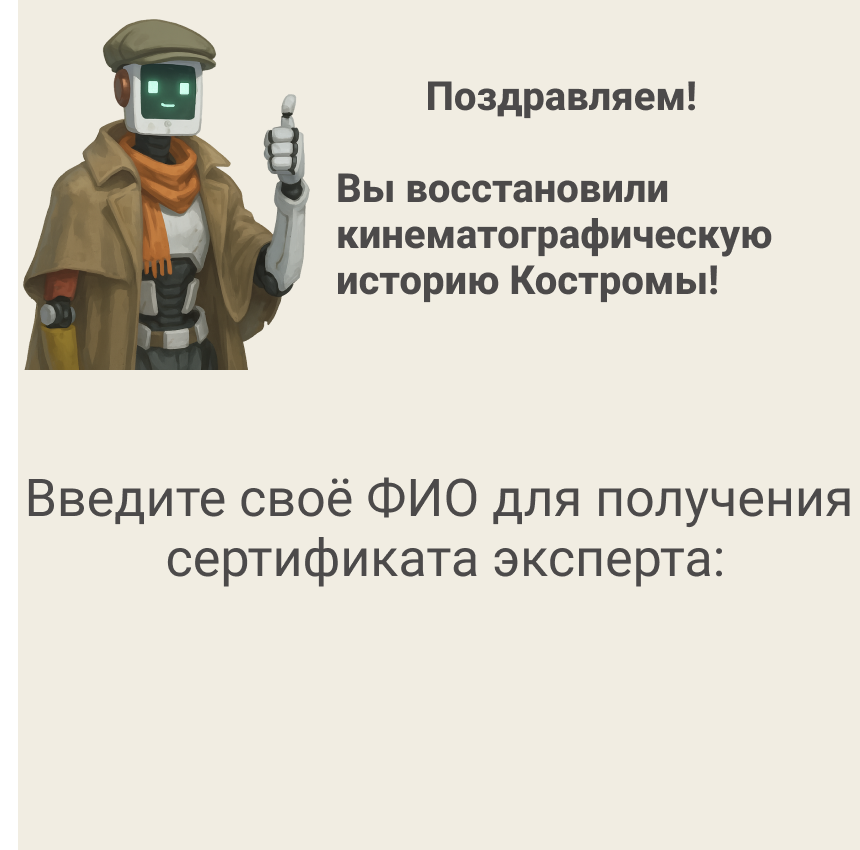 Поздравляем!
Вы восстановили
кинематографическую
историю Костромы!
Введите своё ФИО для получения
сертификата эксперта: